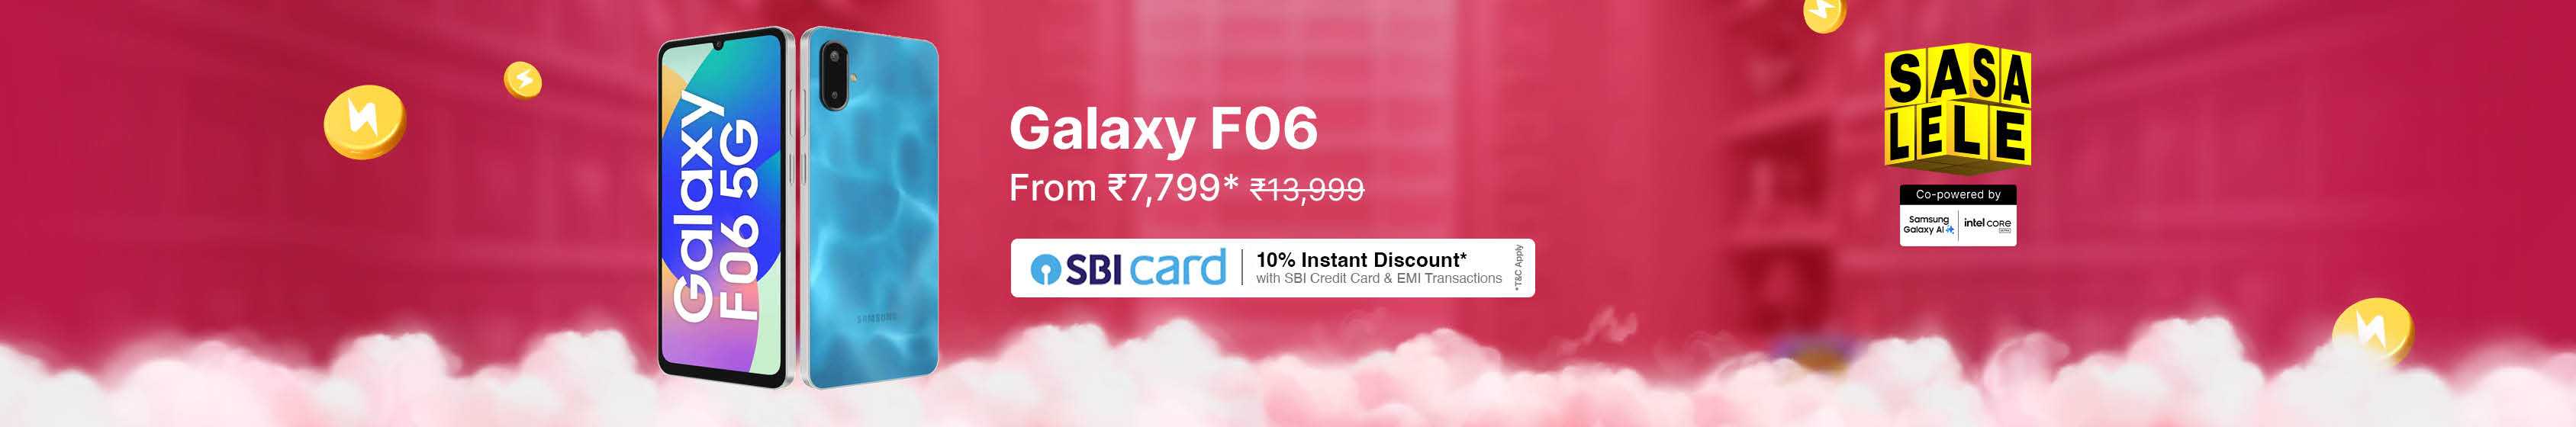 Galaxy
F06 5G
SAMSUNG
Galaxy F06
From ₹7,799* ₹13,999
SBI card
10% Instant Discount*
with SBI Credit Card & EMI Transactions
*T&C Apply
SASA
LELE
Co-powered by
Samsung
Galaxy AI
intel CORE